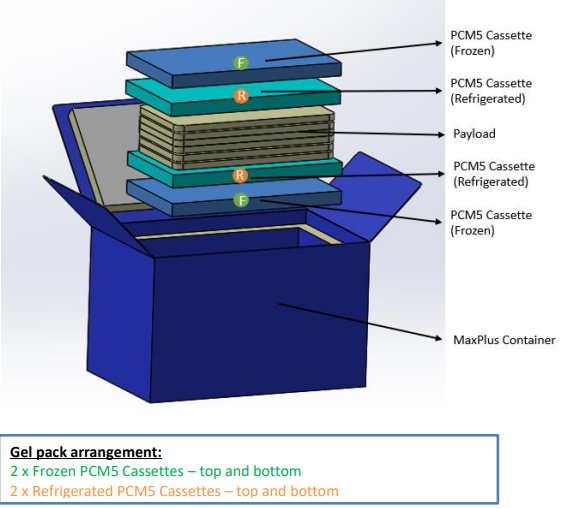 PCM5 Cassette
(Frozen)
F
PCM5 Cassette
(Refrigerated)
R
Payload
PCM5 Cassette
(Refrigerated)
R
PCM5 Cassette
(Frozen)
F
MaxPlus Container
Gel pack arrangement:
2 x Frozen PCM5 Cassettes – top and bottom
2 x Refrigerated PCM5 Cassettes – top and bottom